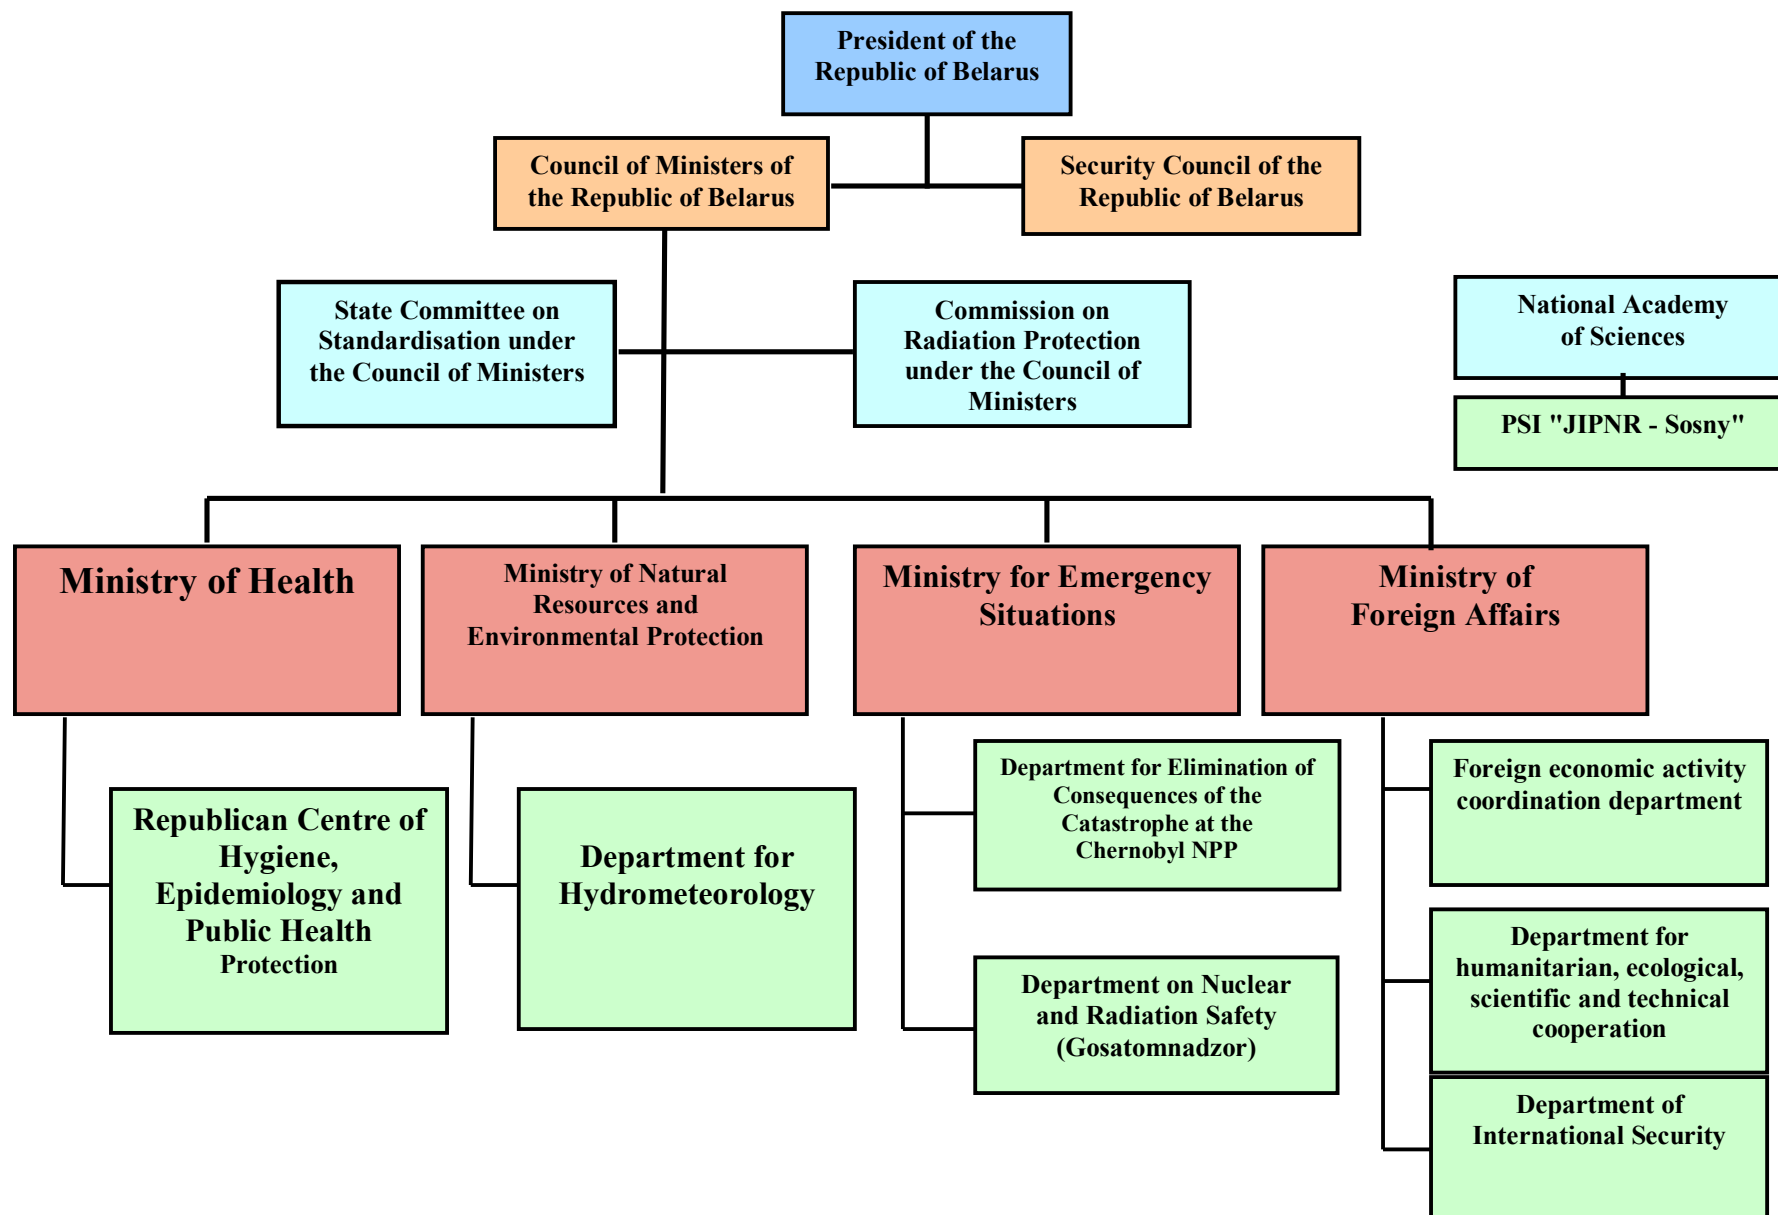 President of the
Republic of Belarus
Council of Ministers of
the Republic of Belarus
Security Council of the
Republic of Belarus
State Committee on
Standardisation under
the Council of Ministers
Commission on
Radiation Protection
under the Council of
Ministers
National Academy
of Sciences
PSI "JIPNR - Sosny"
Ministry of Health
Ministry of Natural
Resources and
Environmental Protection
Ministry for Emergency
Situations
Ministry of
Foreign Affairs
Republican Centre of
Hygiene,
Epidemiology and
Public Health
Protection
Department for
Hydrometeorology
Department for Elimination of
Consequences of the
Catastrophe at the
Chernobyl NPP
Department on Nuclear
and Radiation Safety
(Gosatomnadzor)
Foreign economic activity
coordination department
Department for
humanitarian, ecological,
scientific and technical
cooperation
Department of
International Security